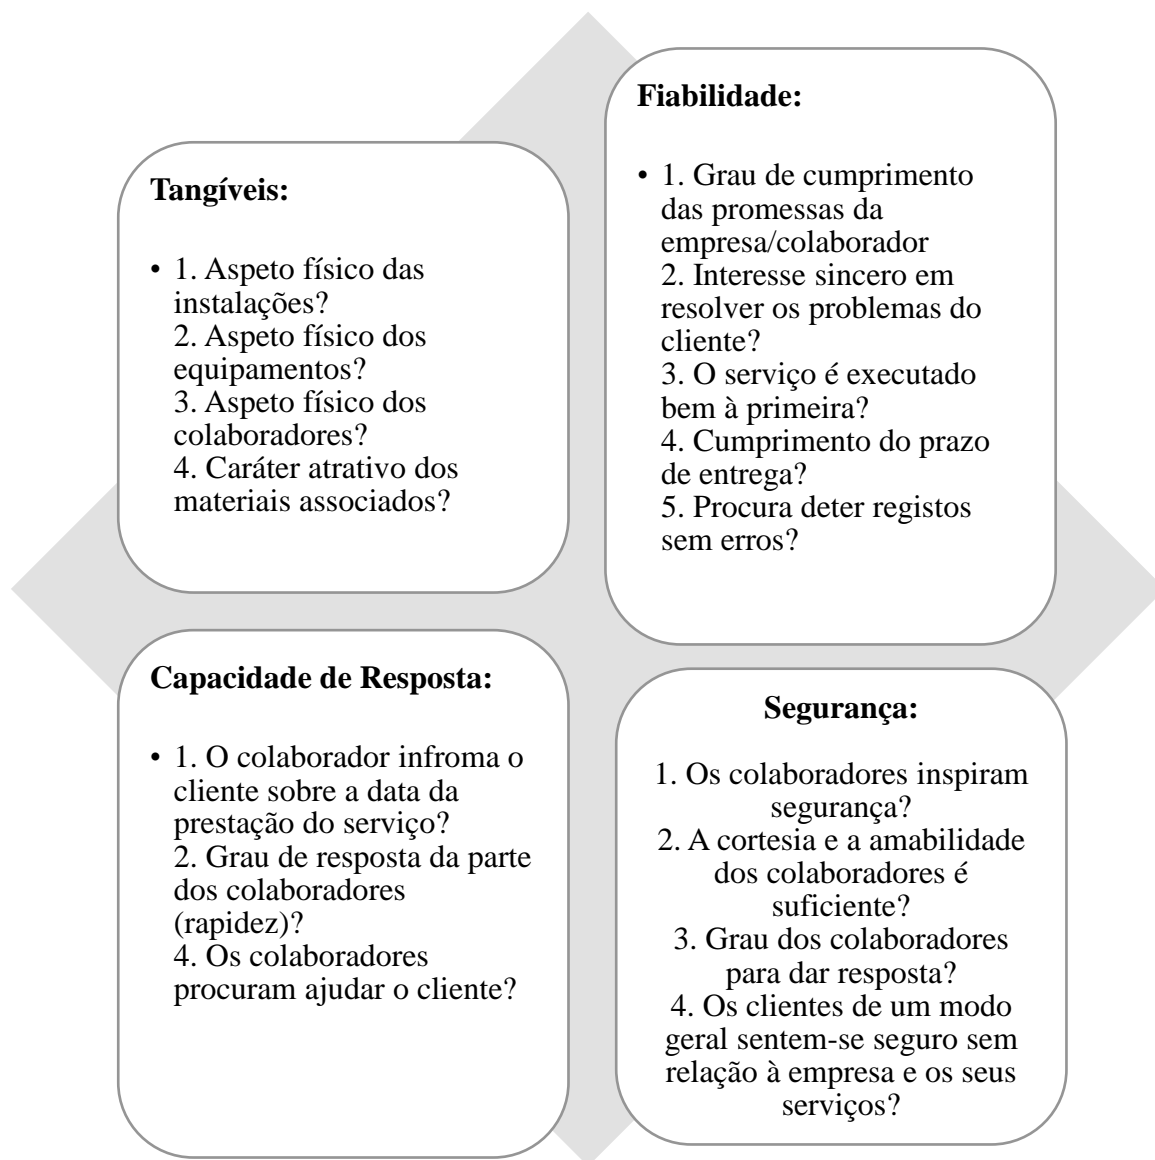 Tangíveis:
• 1. Aspeto físico das
instalações?
2. Aspeto físico dos
equipamentos?
3. Aspeto físico dos
colaboradores?
4. Caráter atrativo dos
materiais associados?
Fiabilidade:
• 1. Grau de cumprimento
das promessas da
empresa/colaborador
2. Interesse sincero em
resolver os problemas do
cliente?
3. O serviço é executado
bem à primeira?
4. Cumprimento do prazo
de entrega?
5. Procura deter registos
sem erros?
Capacidade de Resposta:
• 1. O colaborador infroma o
cliente sobre a data da
prestação do serviço?
2. Grau de resposta da parte
dos colaboradores
(rapidez)?
4. Os colaboradores
procuram ajudar o cliente?
Segurança:
1. Os colaboradores inspiram
segurança?
2. A cortesia e a amabilidade
dos colaboradores é
suficiente?
3. Grau dos colaboradores
para dar resposta?
4. Os clientes de um modo
geral sentem-se seguro sem
relação à empresa e os seus
serviços?